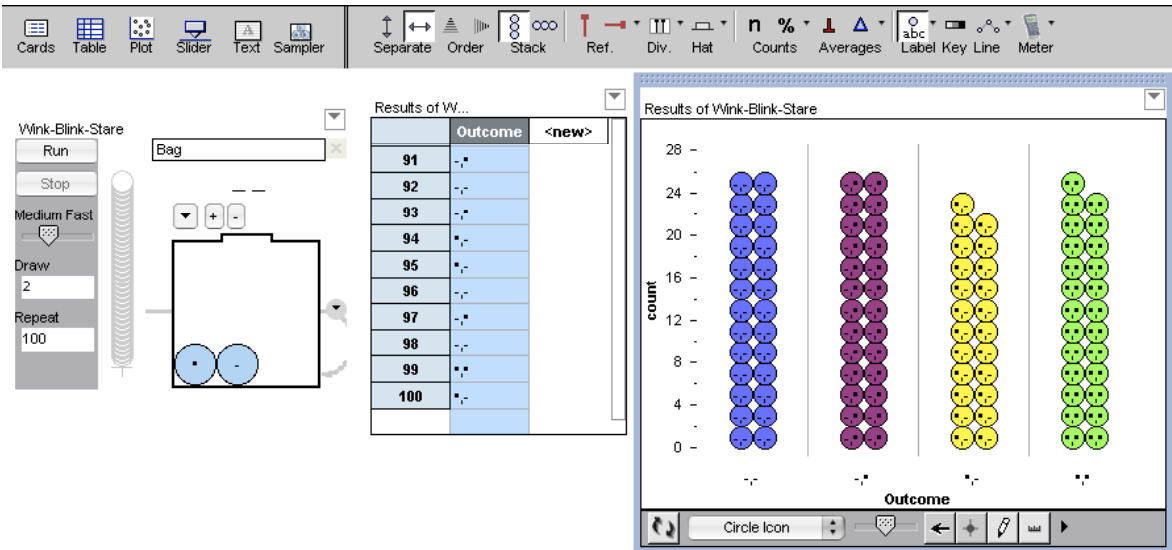 Cards Table Plot Slider Text Sampler Separate Order Stack Ref. Div. Hat n % Counts Averages abc Label Key Line Meter
Wink-Blink-Stare
Run
Stop
Medium Fast
Draw
2
Repeat
100
Bag
+ -
▪ -
Results of W...
Outcome <new>
91 -,▪
92 -,-
93 -,▪
94 ▪,-
95 ▪,-
96 -,-
97 -,▪
98 -,-
99 ▪,▪
100 ▪,-
Results of Wink-Blink-Stare
28
24
20
16
12
8
4
0
count
-,- -,▪ ▪,- ▪,▪
Outcome
Circle Icon